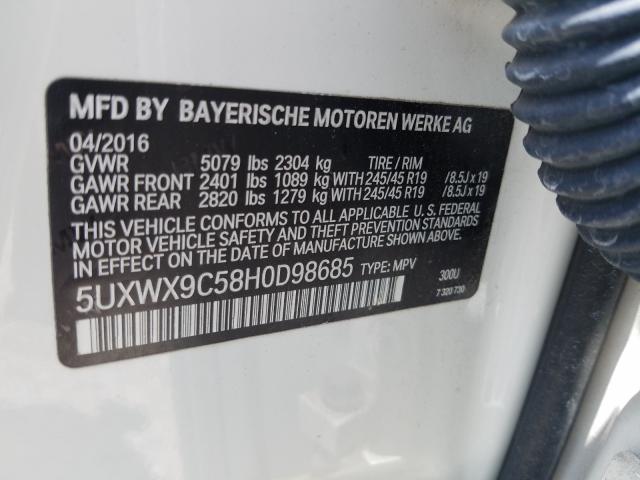 MFD BY BAYERISCHE MOTOREN WERKE AG
04/2016
GVWR 5079 lbs 2304 kg TIRE / RIM
GAWR FRONT 2401 lbs 1089 kg WITH 245/45 R19 /8.5J x 19
GAWR REAR 2820 lbs 1279 kg WITH 245/45 R19 /8.5J x 19
THIS VEHICLE CONFORMS TO ALL APPLICABLE U.S. FEDERAL
MOTOR VEHICLE SAFETY AND THEFT PREVENTION STANDARDS
IN EFFECT ON THE DATE OF MANUFACTURE SHOWN ABOVE.
5UXWX9C58H0D98685 TYPE: MPV 300U
7 320 730